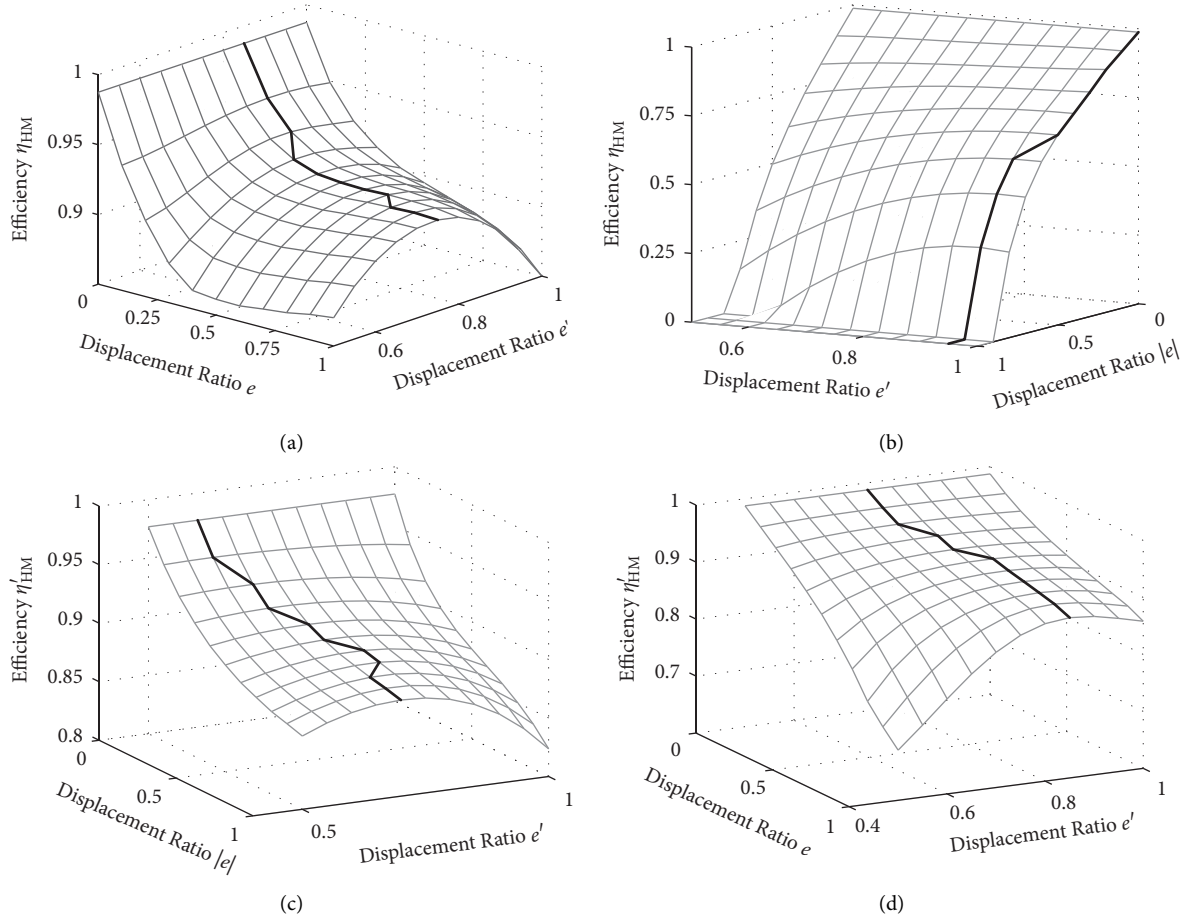 1
0.95
0.9
Efficiency ηHM
0
0.25
0.5
0.75
1
Displacement Ratio e
0.6
0.8
1
Displacement Ratio e′
(a)
1
0.75
0.5
0.25
0
Efficiency ηHM
0.6
0.8
1
Displacement Ratio e′
0
0.5
1
Displacement Ratio |e|
(b)
1
0.95
0.9
0.85
0.8
Efficiency η′HM
0
0.5
1
Displacement Ratio |e|
0.5
1
Displacement Ratio e′
(c)
1
0.9
0.8
0.7
Efficiency η′HM
0
0.5
1
Displacement Ratio e
0.4
0.6
0.8
1
Displacement Ratio e′
(d)